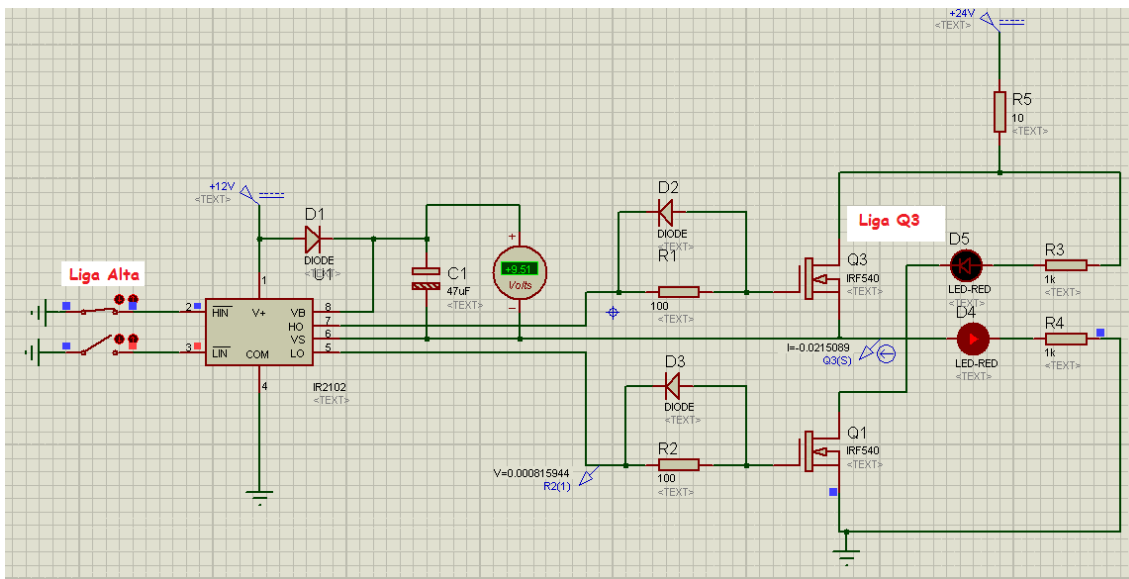 +24V
<TEXT>
R5
10
<TEXT>
+12V
<TEXT>
D1
DIODE
<TEXT>
U1
D2
DIODE
<TEXT>
R1
100
<TEXT>
Liga Q3
Q3
IRF540
<TEXT>
D5
LED-RED
<TEXT>
R3
1k
<TEXT>
Liga Alta
C1
47uF
<TEXT>
+
+9.51
Volts
−
2
HIN
V+
1
VB
8
HO
7
VS
6
3
LIN
COM
LO
5
4
IR2102
<TEXT>
D4
LED-RED
<TEXT>
R4
1k
<TEXT>
I=-0.0215089
Q3(S)
D3
DIODE
<TEXT>
R2
100
<TEXT>
V=0.000815944
R2(1)
Q1
IRF540
<TEXT>